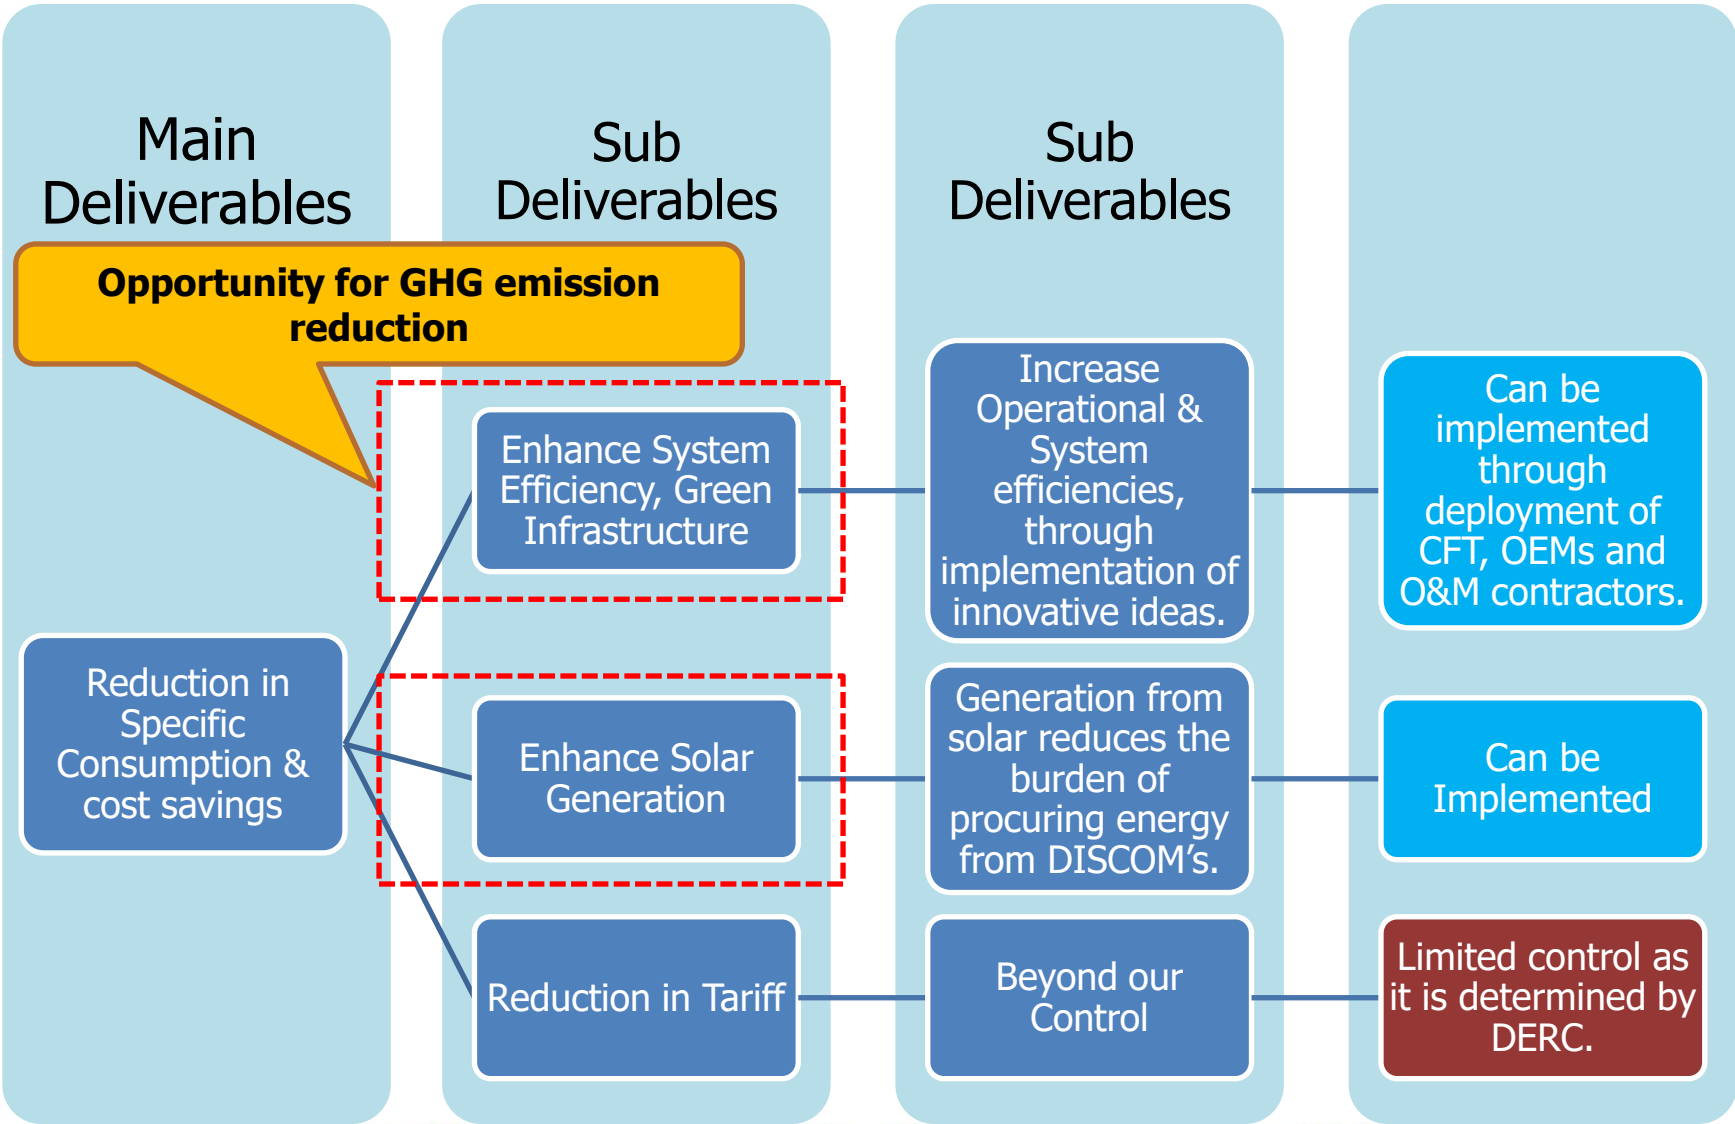 Main
Deliverables
Sub
Deliverables
Sub
Deliverables
Opportunity for GHG emission
reduction
Reduction in
Specific
Consumption &
cost savings
Enhance System
Efficiency, Green
Infrastructure
Increase
Operational &
System
efficiencies,
through
implementation of
innovative ideas.
Can be
implemented
through
deployment of
CFT, OEMs and
O&M contractors.
Enhance Solar
Generation
Generation from
solar reduces the
burden of
procuring energy
from DISCOM’s.
Can be
Implemented
Reduction in Tariff
Beyond our
Control
Limited control as
it is determined by
DERC.